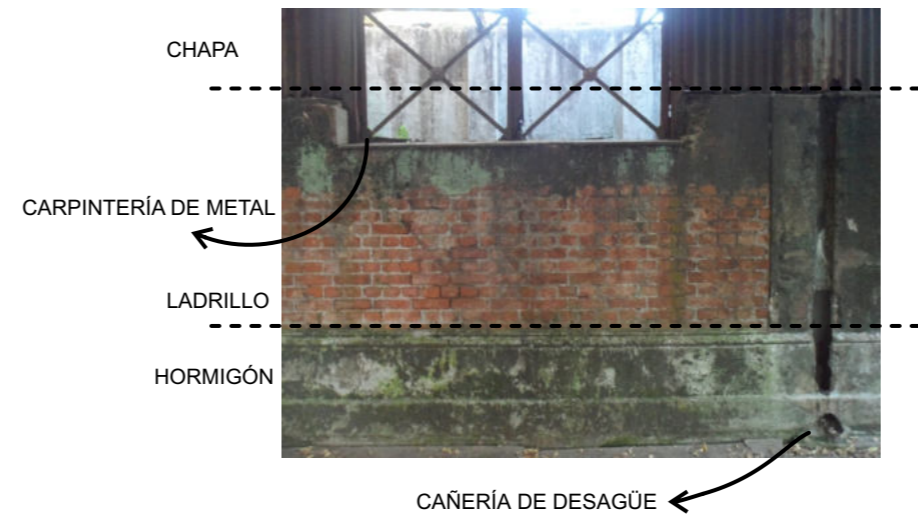 CHAPA
CARPINTERÍA DE METAL
LADRILLO
HORMIGÓN
CAÑERÍA DE DESAGÜE